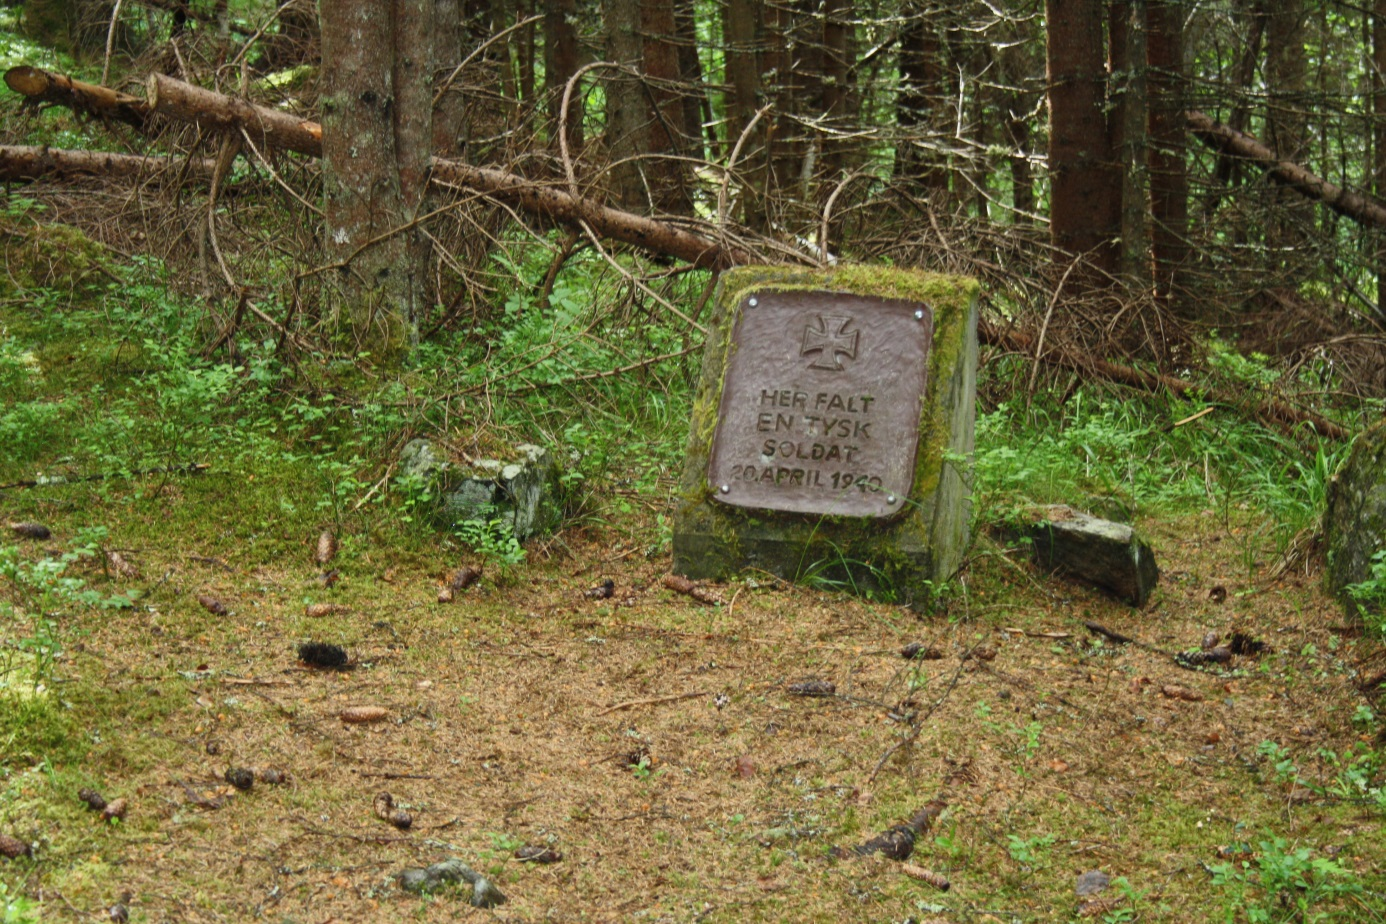 HER FALT
EN TYSK
SOLDAT
20. APRIL 1940.